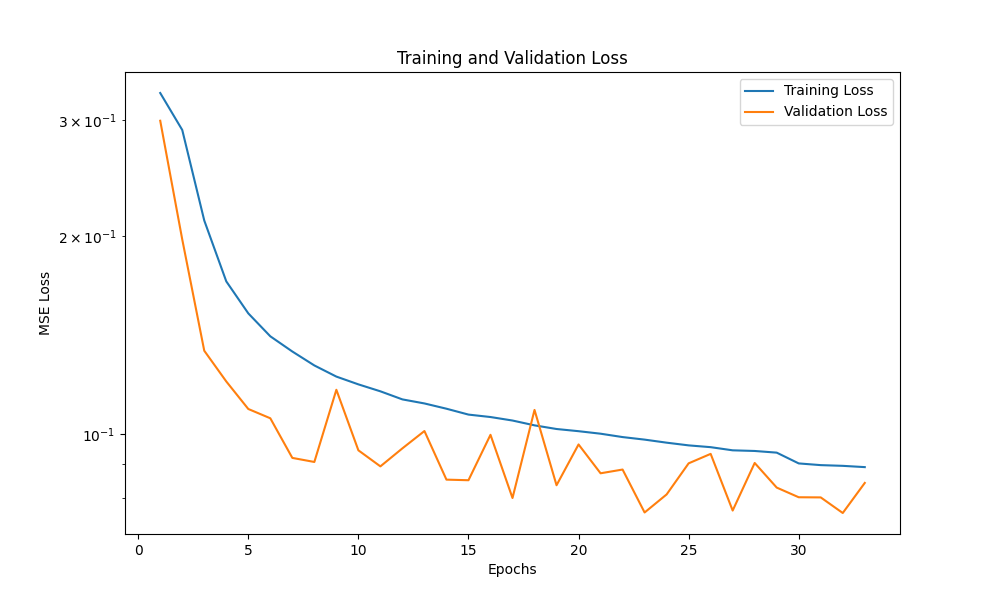 Training and Validation Loss
Training Loss
Validation Loss
3 × 10⁻¹
2 × 10⁻¹
10⁻¹
MSE Loss
0 5 10 15 20 25 30
Epochs